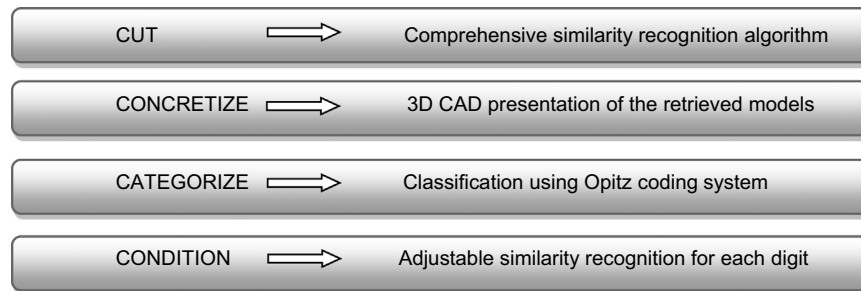 CUT Comprehensive similarity recognition algorithm
CONCRETIZE 3D CAD presentation of the retrieved models
CATEGORIZE Classification using Opitz coding system
CONDITION Adjustable similarity recognition for each digit